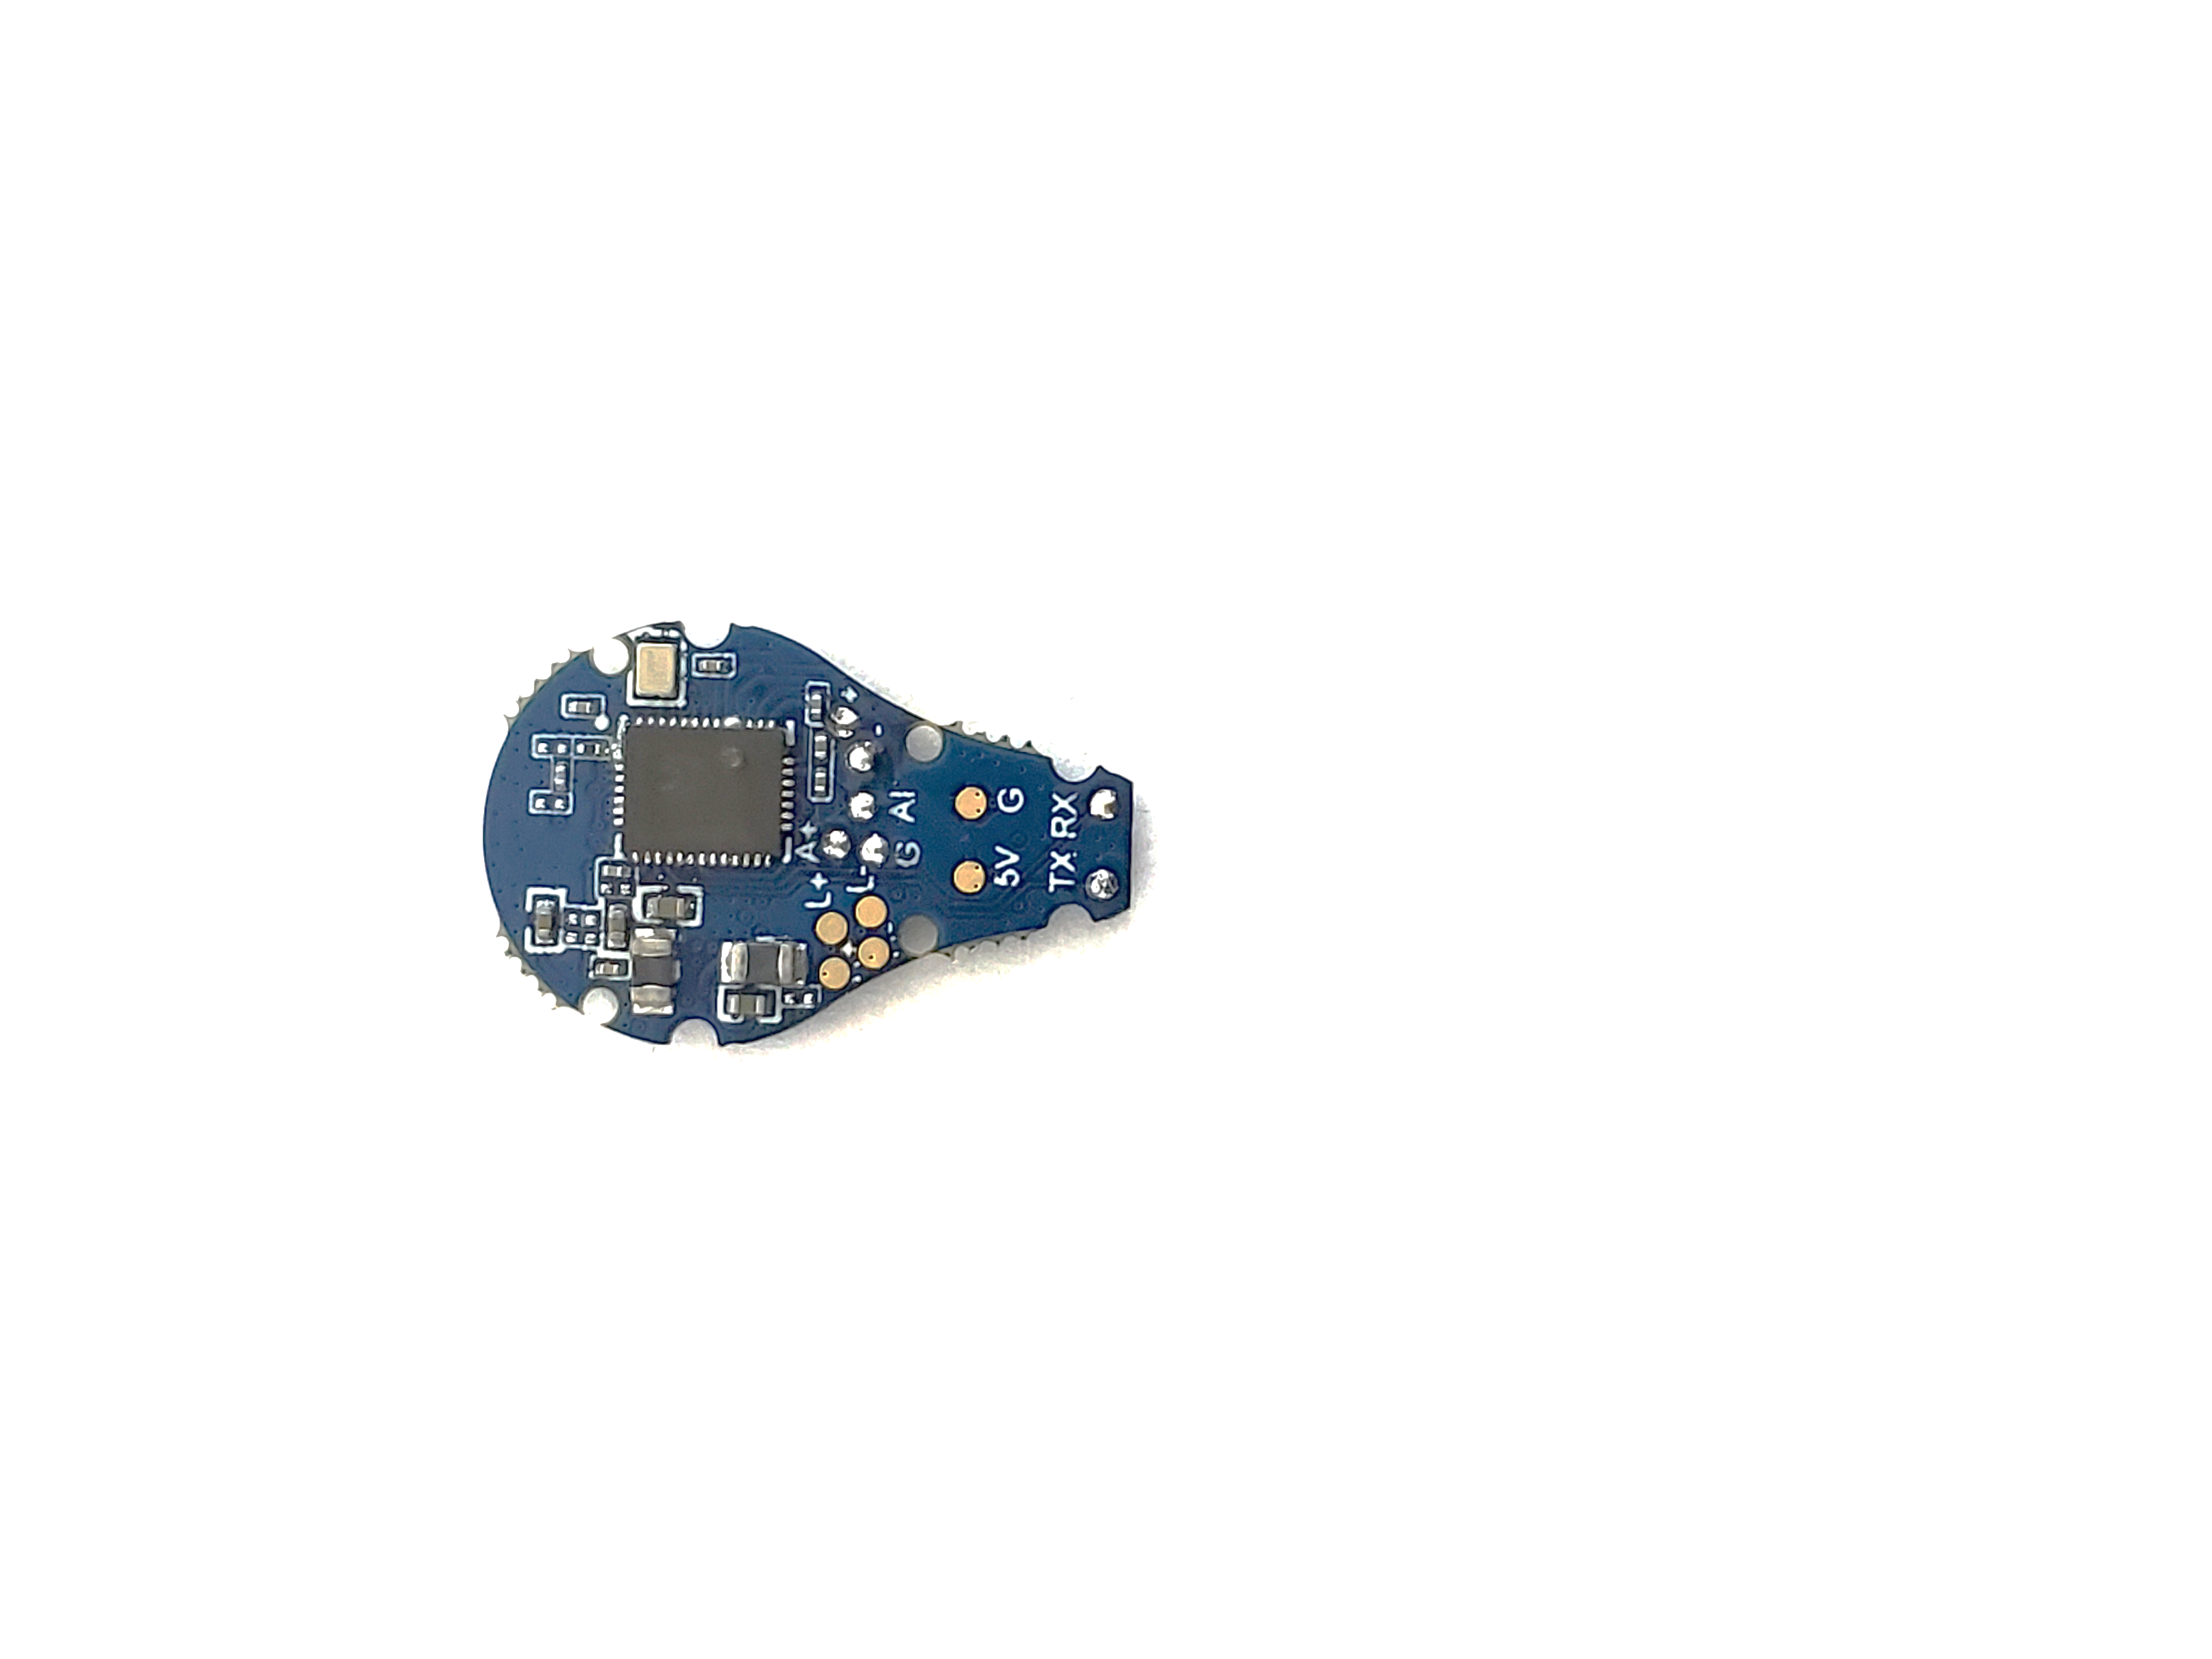 TX RX
5V G
G AI
L-
A+
L+
+
-